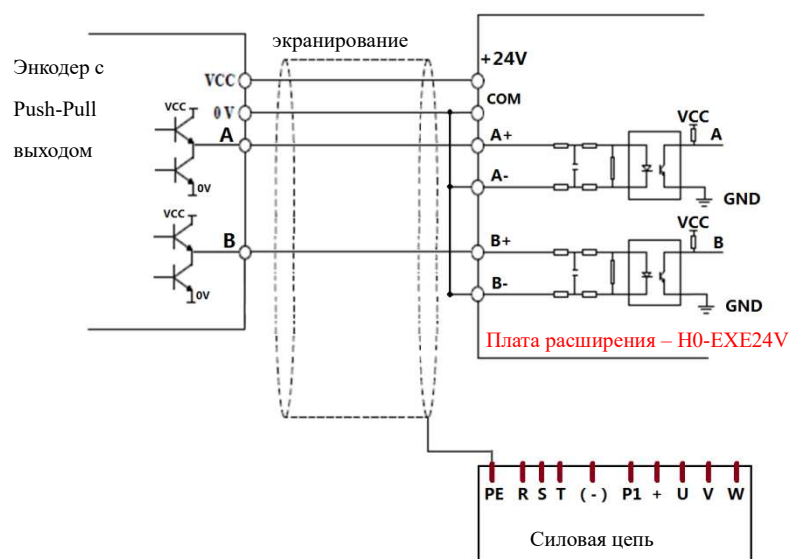 экранирование
Энкодер с
Push-Pull
выходом
VCC
0 V
A
VCC
0V
B
VCC
0V
+24V
COM
A+
A-
B+
B-
VCC
A
GND
VCC
B
GND
Плата расширения – H0-EXE24V
PE R S T (-) P1 + U V W
Силовая цепь